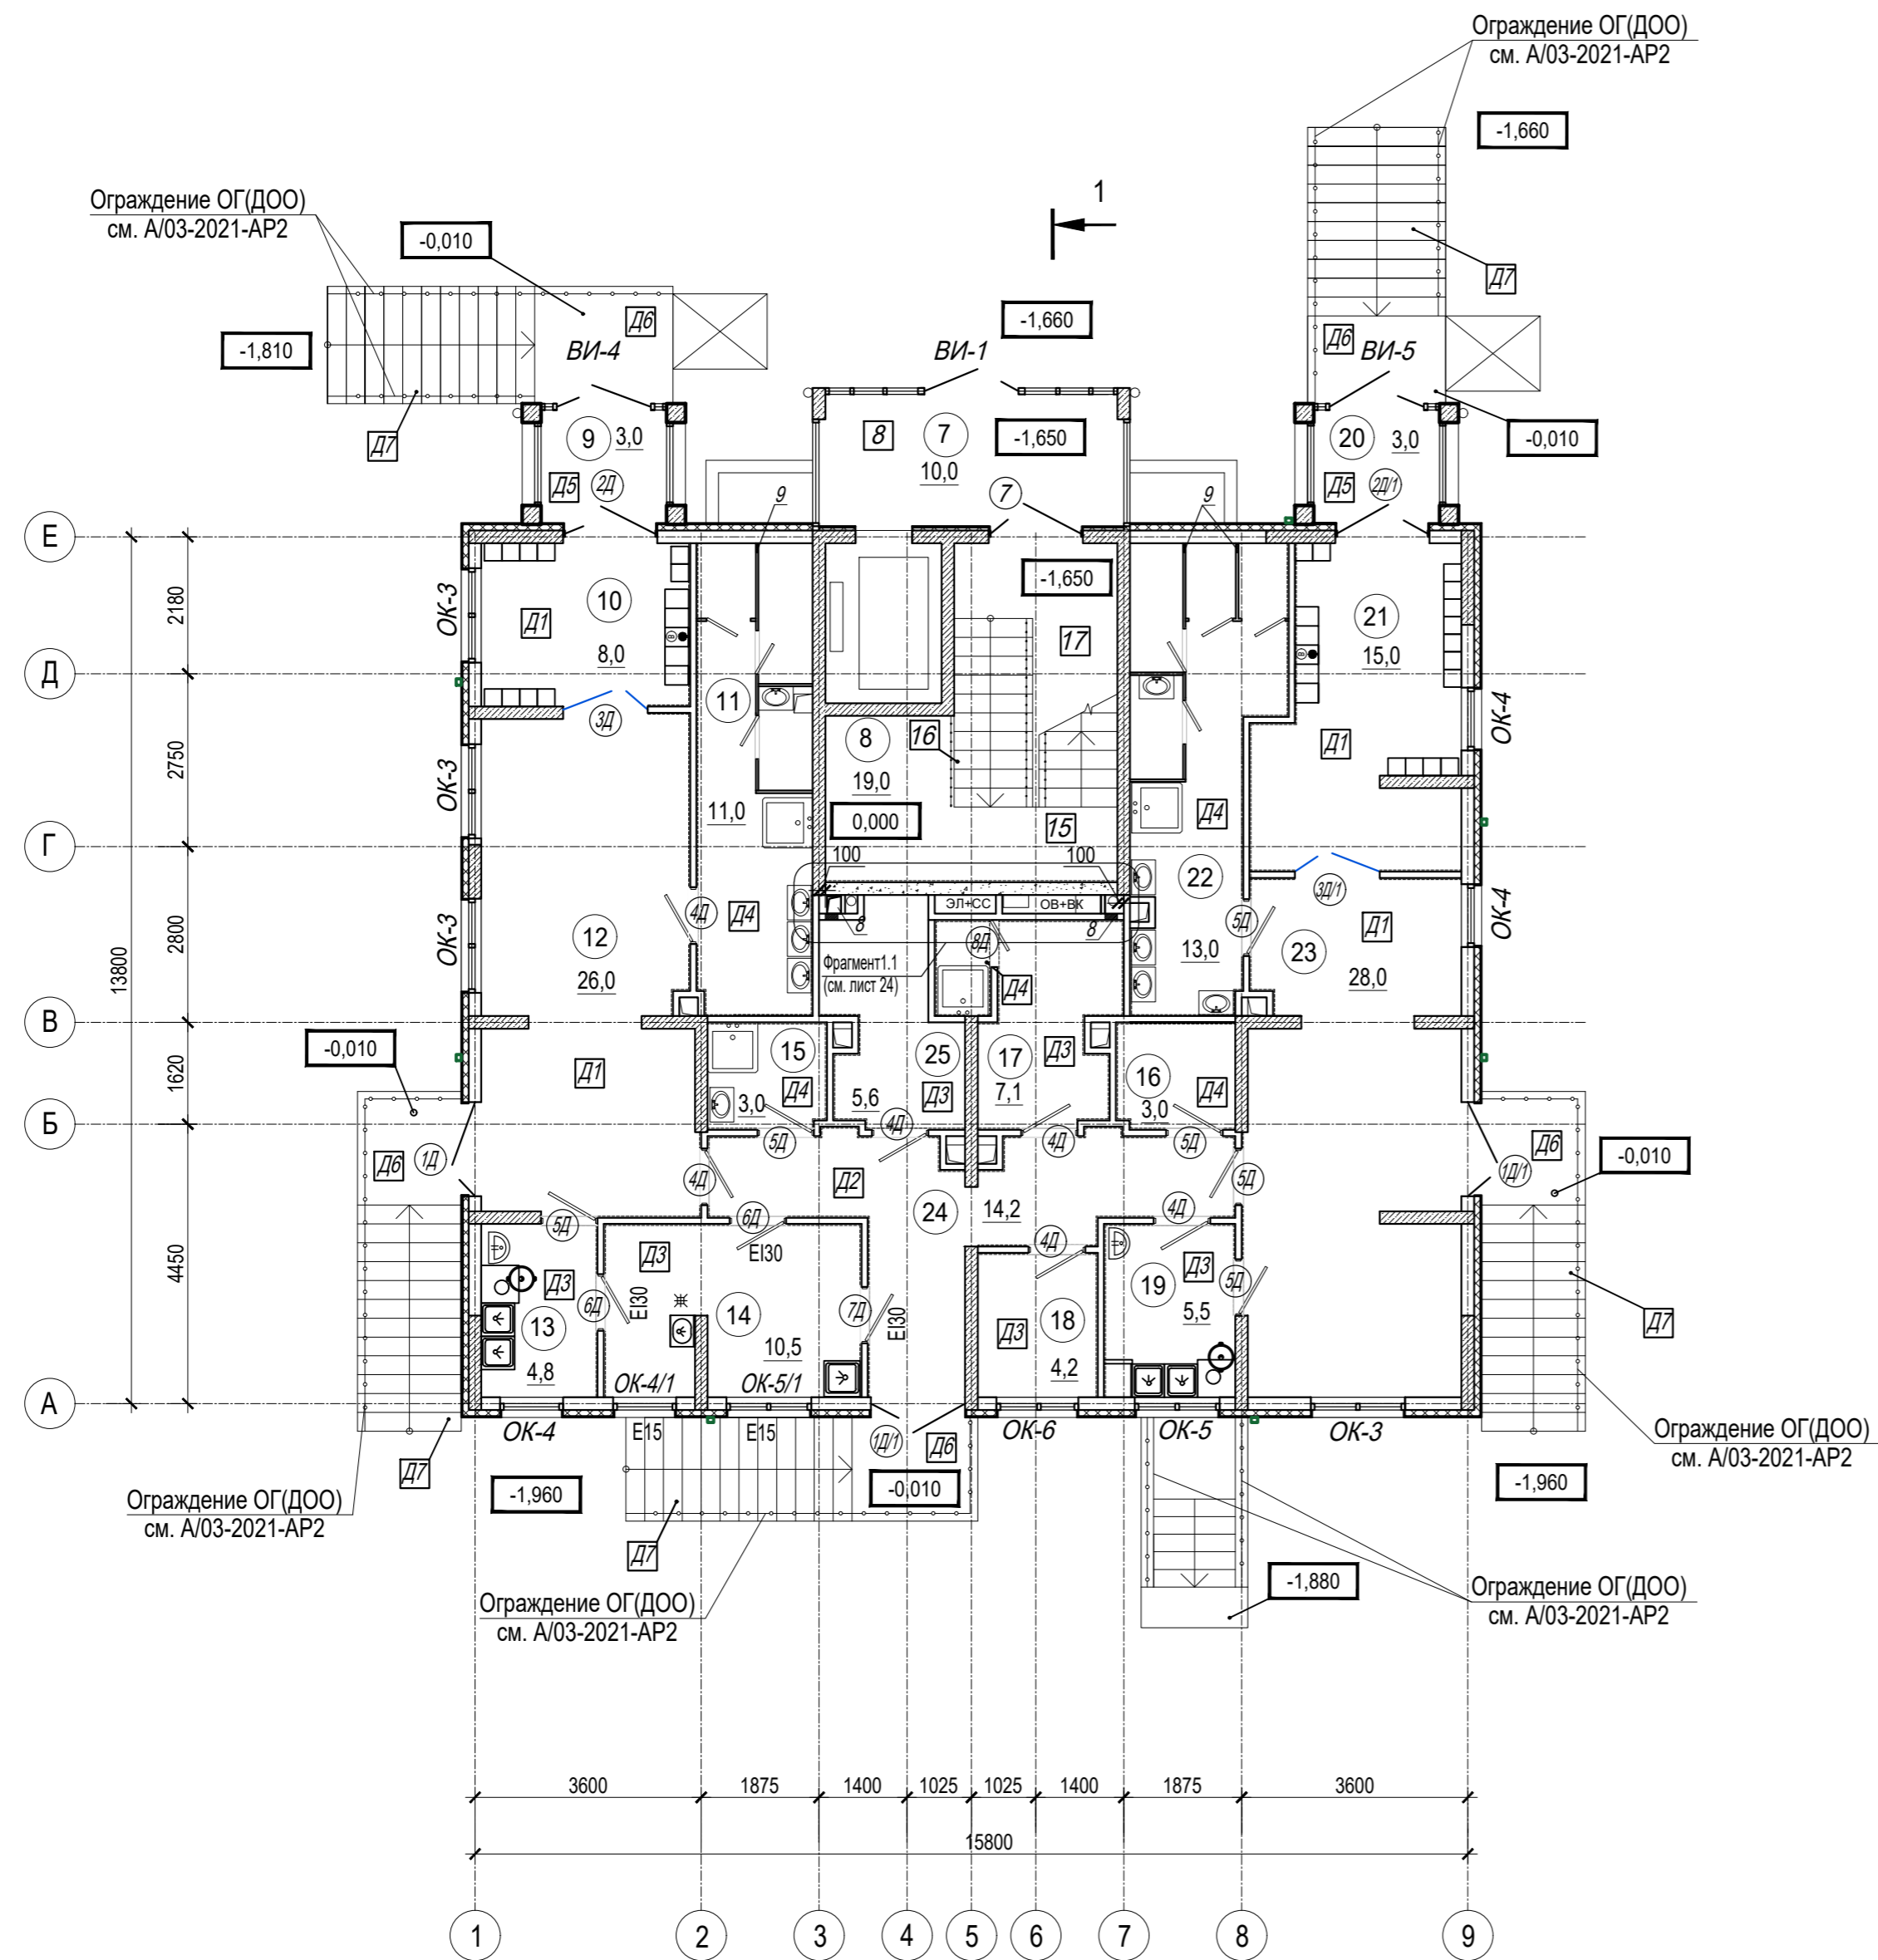 Ограждение ОГ(ДОО)
см. А/03-2021-АР2
-1,660
1
Ограждение ОГ(ДОО)
см. А/03-2021-АР2
-0,010
Д7
-1,660
Д6
Д6
-1,810
ВИ-4
ВИ-1
ВИ-5
Д7
9
3,0
8
7
-1,650
10,0
20
3,0
-0,010
Д5
2Д
9
7
9
Д5
2Д/1
Е
-1,650
ОК-3
10
Д1
8,0
2180
17
21
15,0
Д
11
3Д
ОК-4
8
16
Д1
2750
ОК-3
19,0
11,0
0,000
15
Д4
Г
100
100
22
3Д/1
4Д
Д4
8
ЭЛ+СС
ОВ+ВК
8
5Д
Д1
ОК-4
2800
ОК-3
12
26,0
8Д
Фрагмент1.1
(см. лист 24)
Д4
13,0
23
28,0
13800
В
-0,010
15
25
17
Д3
16
Д1
Д4
3,0
5,6
Д3
7,1
Д4
3,0
1620
Б
5Д
4Д
4Д
5Д
Д6
1Д
4Д
Д2
5Д
1Д/1
Д6
-0,010
24
14,2
5Д
6Д
4Д
4Д
EI30
Д3
4450
Д3
6Д
EI30
14
7Д
EI30
18
Д3
19
Д3
5Д
5,5
13
4,8
10,5
4,2
Д7
А
ОК-4/1
ОК-5/1
ОК-4
E15
E15
1Д/1
Д6
ОК-6
ОК-5
ОК-3
Ограждение ОГ(ДОО)
см. А/03-2021-АР2
Д7
-1,960
-0,010
-1,960
Ограждение ОГ(ДОО)
см. А/03-2021-АР2
Д7
-1,880
Ограждение ОГ(ДОО)
см. А/03-2021-АР2
Ограждение ОГ(ДОО)
см. А/03-2021-АР2
3600
1875
1400
1025
1025
1400
1875
3600
15800
1
2
3
4
5
6
7
8
9